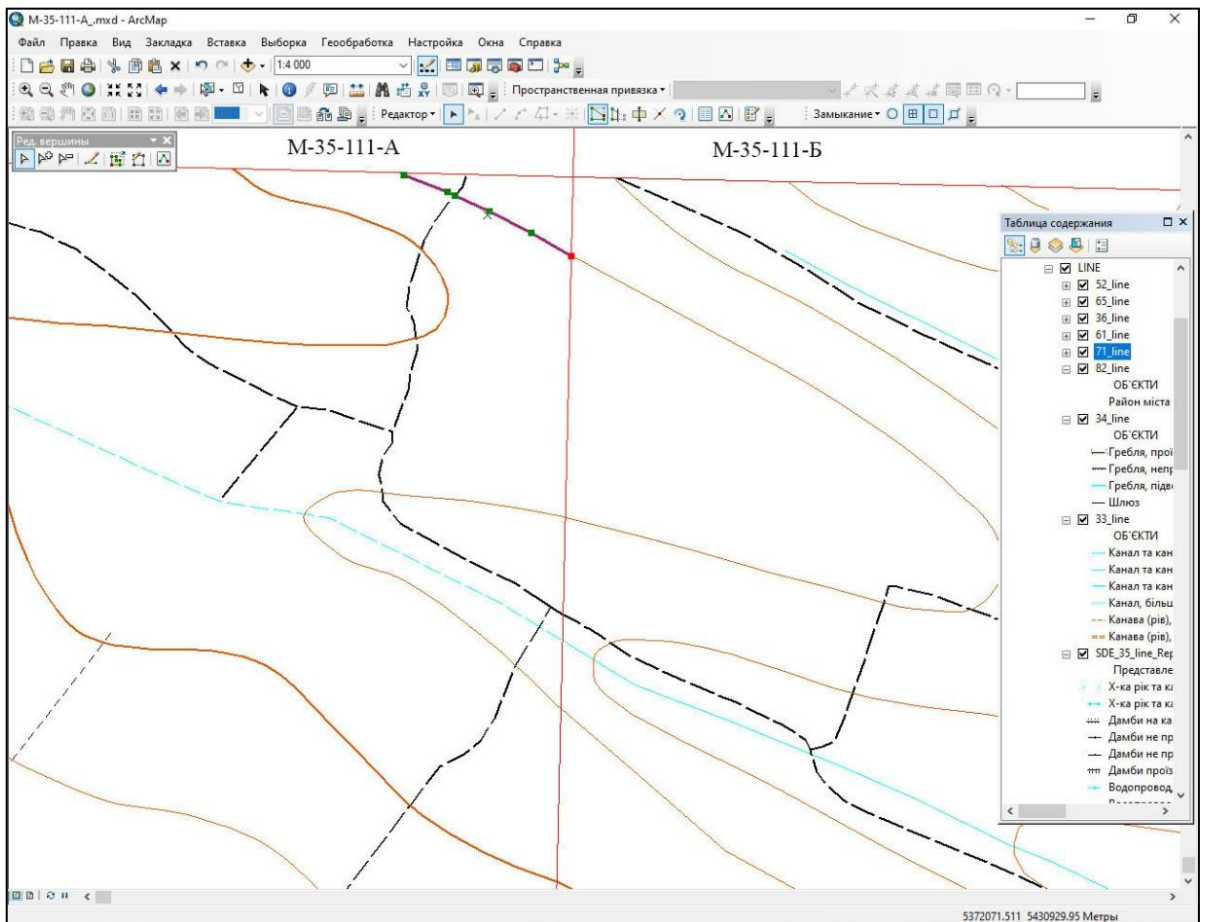 M-35-111-A_.mxd - ArcMap
Файл Правка Вид Закладка Вставка Выборка Геообработка Настройка Окна Справка
1:4 000
Пространственная привязка
Редактор
Замыкание
Ред. вершины
М-35-111-А
М-35-111-Б
Таблица содержания
LINE
52_line
65_line
36_line
61_line
71_line
82_line
ОБ`ЄКТИ
Район міста
34_line
ОБ`ЄКТИ
Гребля, прої
Гребля, непр
Гребля, підв
Шлюз
33_line
ОБ`ЄКТИ
Канал та кан
Канал та кан
Канал та кан
Канал, більш
Канава (рів),
Канава (рів),
SDE_35_line_Rep
Представле
Х-ка рік та ка
Х-ка рік та ка
Дамби на ка
Дамби не пр
Дамби не пр
Дамби проїз
Водопровод,
5372071.511 5430929.95 Метры